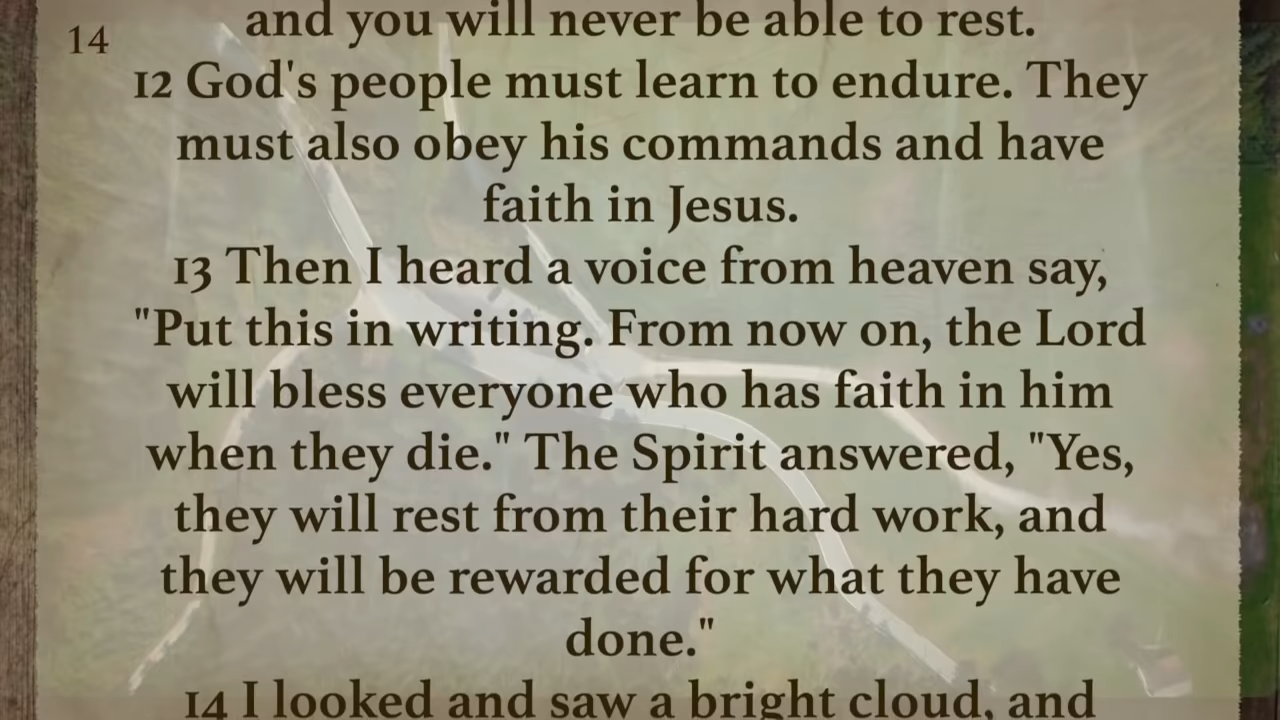 14
and you will never be able to rest.
12 God's people must learn to endure. They
must also obey his commands and have
faith in Jesus.
13 Then I heard a voice from heaven say,
"Put this in writing. From now on, the Lord
will bless everyone who has faith in him
when they die." The Spirit answered, "Yes,
they will rest from their hard work, and
they will be rewarded for what they have
done."
14 I looked and saw a bright cloud, and